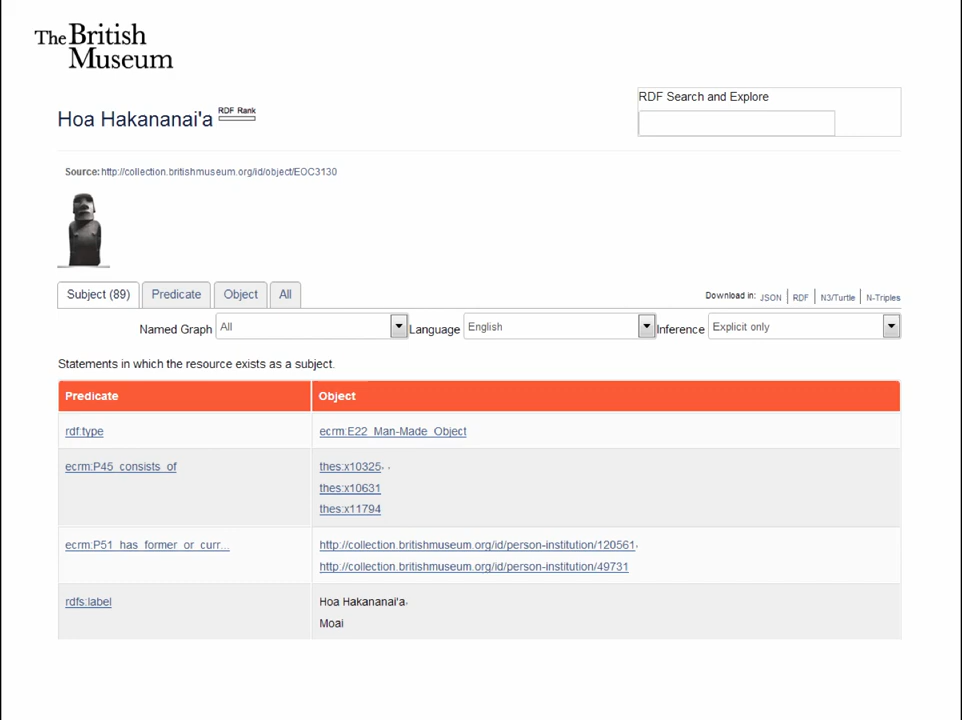 The British
Museum
Hoa Hakananai'a RDF Rank
RDF Search and Explore
Source: http://collection.britishmuseum.org/id/object/EOC3130
Subject (89) Predicate Object All
Download in: JSON RDF N3/Turtle N-Triples
Named Graph All Language English Inference Explicit only
Statements in which the resource exists as a subject.
Predicate Object
rdf:type ecrm:E22_Man-Made_Object
ecrm:P45_consists_of thes:x10325
thes:x10631
thes:x11794
ecrm:P51_has_former_or_curr... http://collection.britishmuseum.org/id/person-institution/120561
http://collection.britishmuseum.org/id/person-institution/49731
rdfs:label Hoa Hakananai'a
Moai